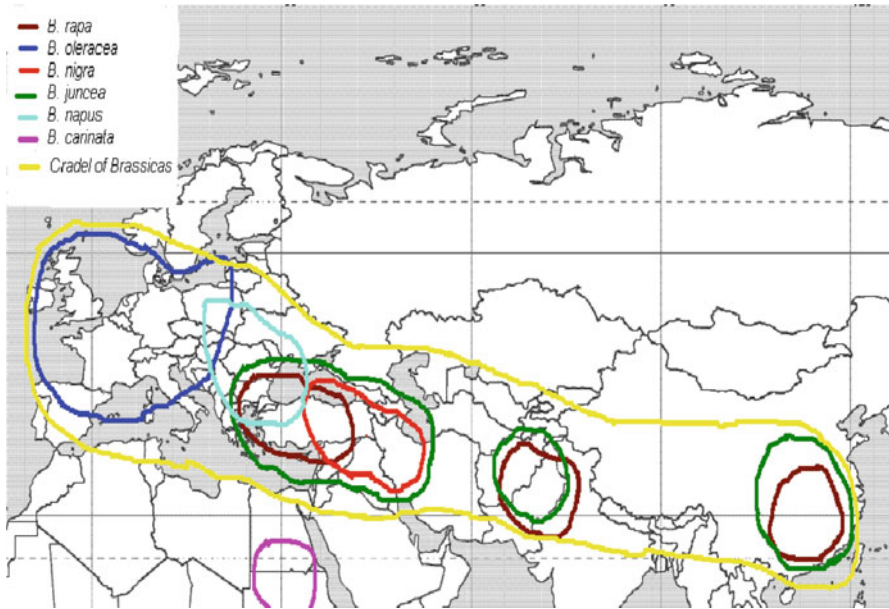 B. rapa
B. oleracea
B. nigra
B. juncea
B. napus
B. carinata
Cradel of Brassicas